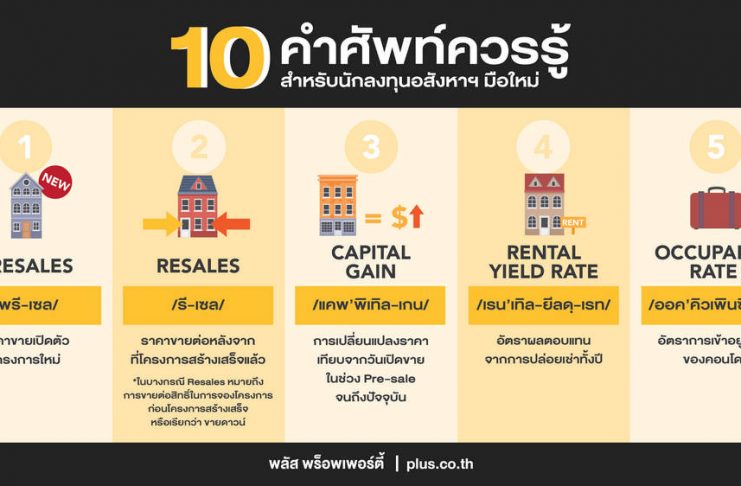 10 คำศัพท์ควรรู้
สำหรับนักลงทุนอสังหาฯ มือใหม่
1
NEW
RESALES
พรี-เซล/
าขายเปิดตัว
ครงการใหม่
2
RESALES
/รี-เซล/
ราคาขายต่อหลังจาก
ที่โครงการสร้างเสร็จแล้ว
*ในบางกรณี Resales หมายถึง
การขายต่อสิทธิ์ในการจองโครงการ
ก่อนโครงการสร้างเสร็จ
หรือเรียกว่า ขายดาวน์
3
= $
CAPITAL
GAIN
/แคพ'พิเทิล-เกน/
การเปลี่ยนแปลงราคา
เทียบจากวันเปิดขาย
ในช่วง Pre-sale
จนถึงปัจจุบัน
4
RENT
RENTAL
YIELD RATE
/เรน'เทิล-ยีลดฺ-เรท/
อัตราผลตอบแทน
จากการปล่อยเช่าทั้งปี
5
OCCUPA
RATE
/ออค'คิวเพินซ
อัตราการเข้าอยู่
ของคอนโด
พลัส พร็อพเพอร์ตี้ | plus.co.th